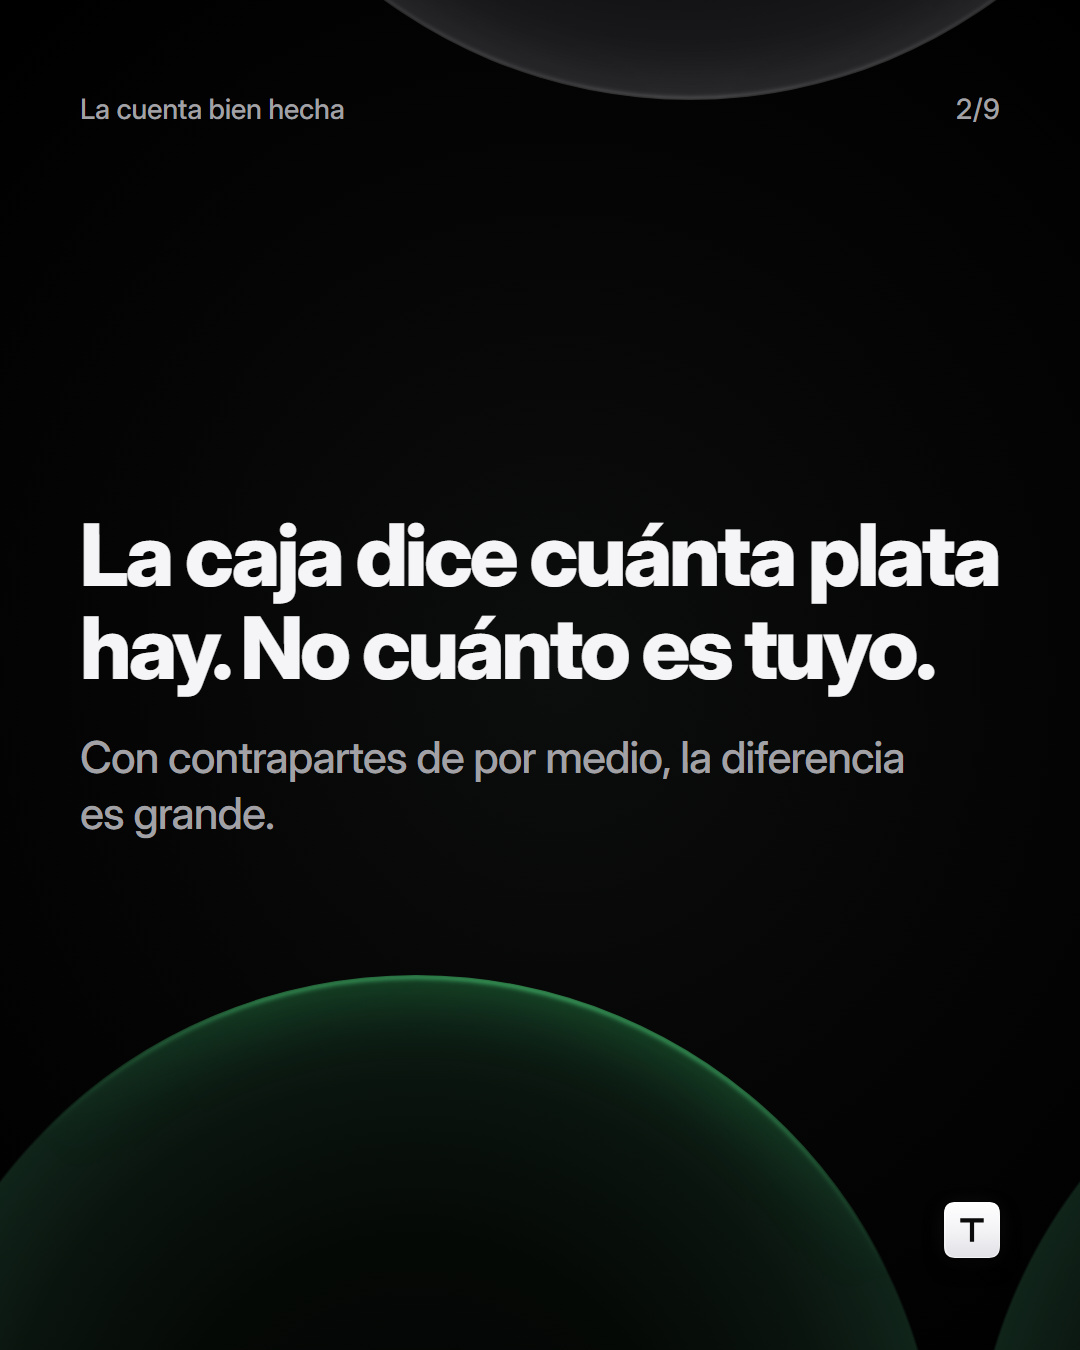 La cuenta bien hecha
2/9
La caja dice cuánta plata
hay. No cuánto es tuyo.
Con contrapartes de por medio, la diferencia
es grande.
T